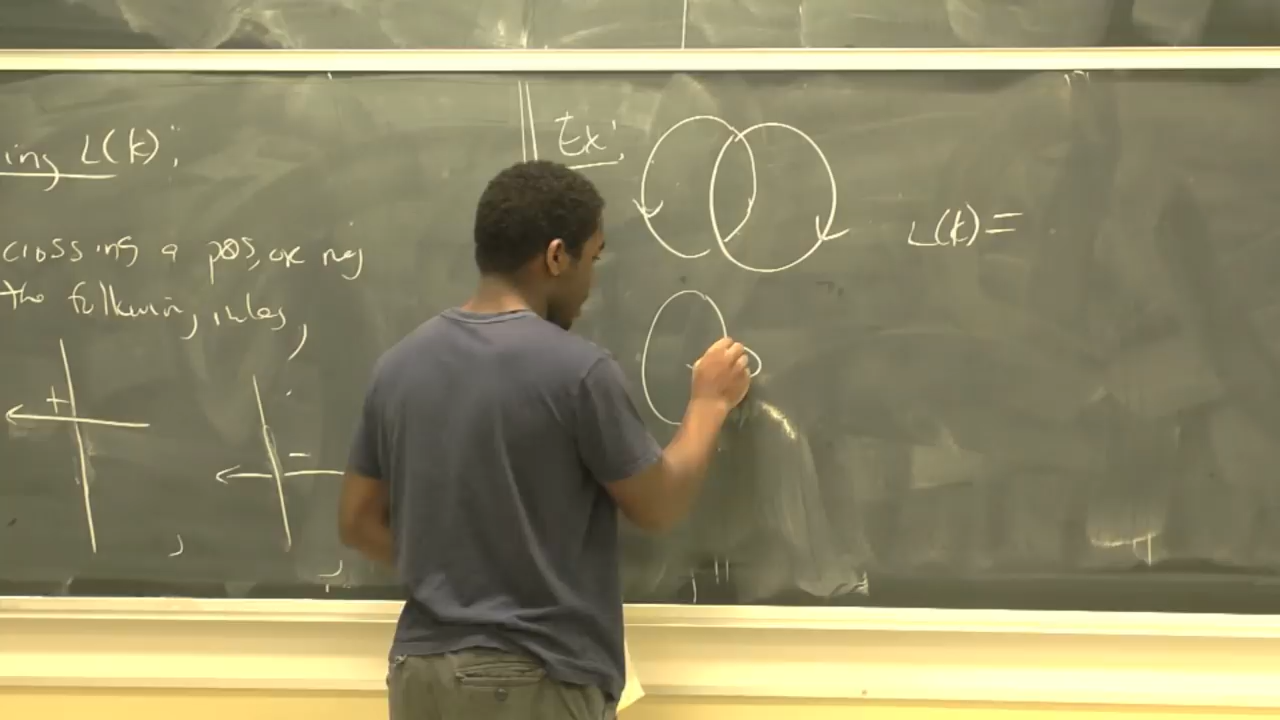 ing L(k):
crossing a pos, or neg
the following rules,
+
-
Ex:
L(k) =